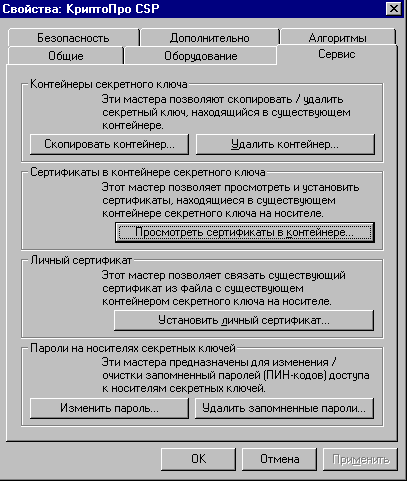 Свойства: КриптоПро CSP
Безопасность Дополнительно Алгоритмы
Общие Оборудование Сервис
Контейнеры секретного ключа
Эти мастера позволяют скопировать / удалить
секретный ключ, находящийся в существующем
контейнере.
Скопировать контейнер... Удалить контейнер...
Сертификаты в контейнере секретного ключа
Этот мастер позволяет просмотреть и установить
сертификаты, находящиеся в существующем
контейнере секретного ключа на носителе.
Просмотреть сертификаты в контейнере...
Личный сертификат
Этот мастер позволяет связать существующий
сертификат из файла с существующем
контейнером секретного ключа на носителе.
Установить личный сертификат...
Пароли на носителях секретных ключей
Эти мастера предназначены для изменения /
очистки запомненный паролей (ПИН-кодов) доступа
к носителям секретных ключей.
Изменить пароль... Удалить запомненные пароли...
OK Отмена Применить